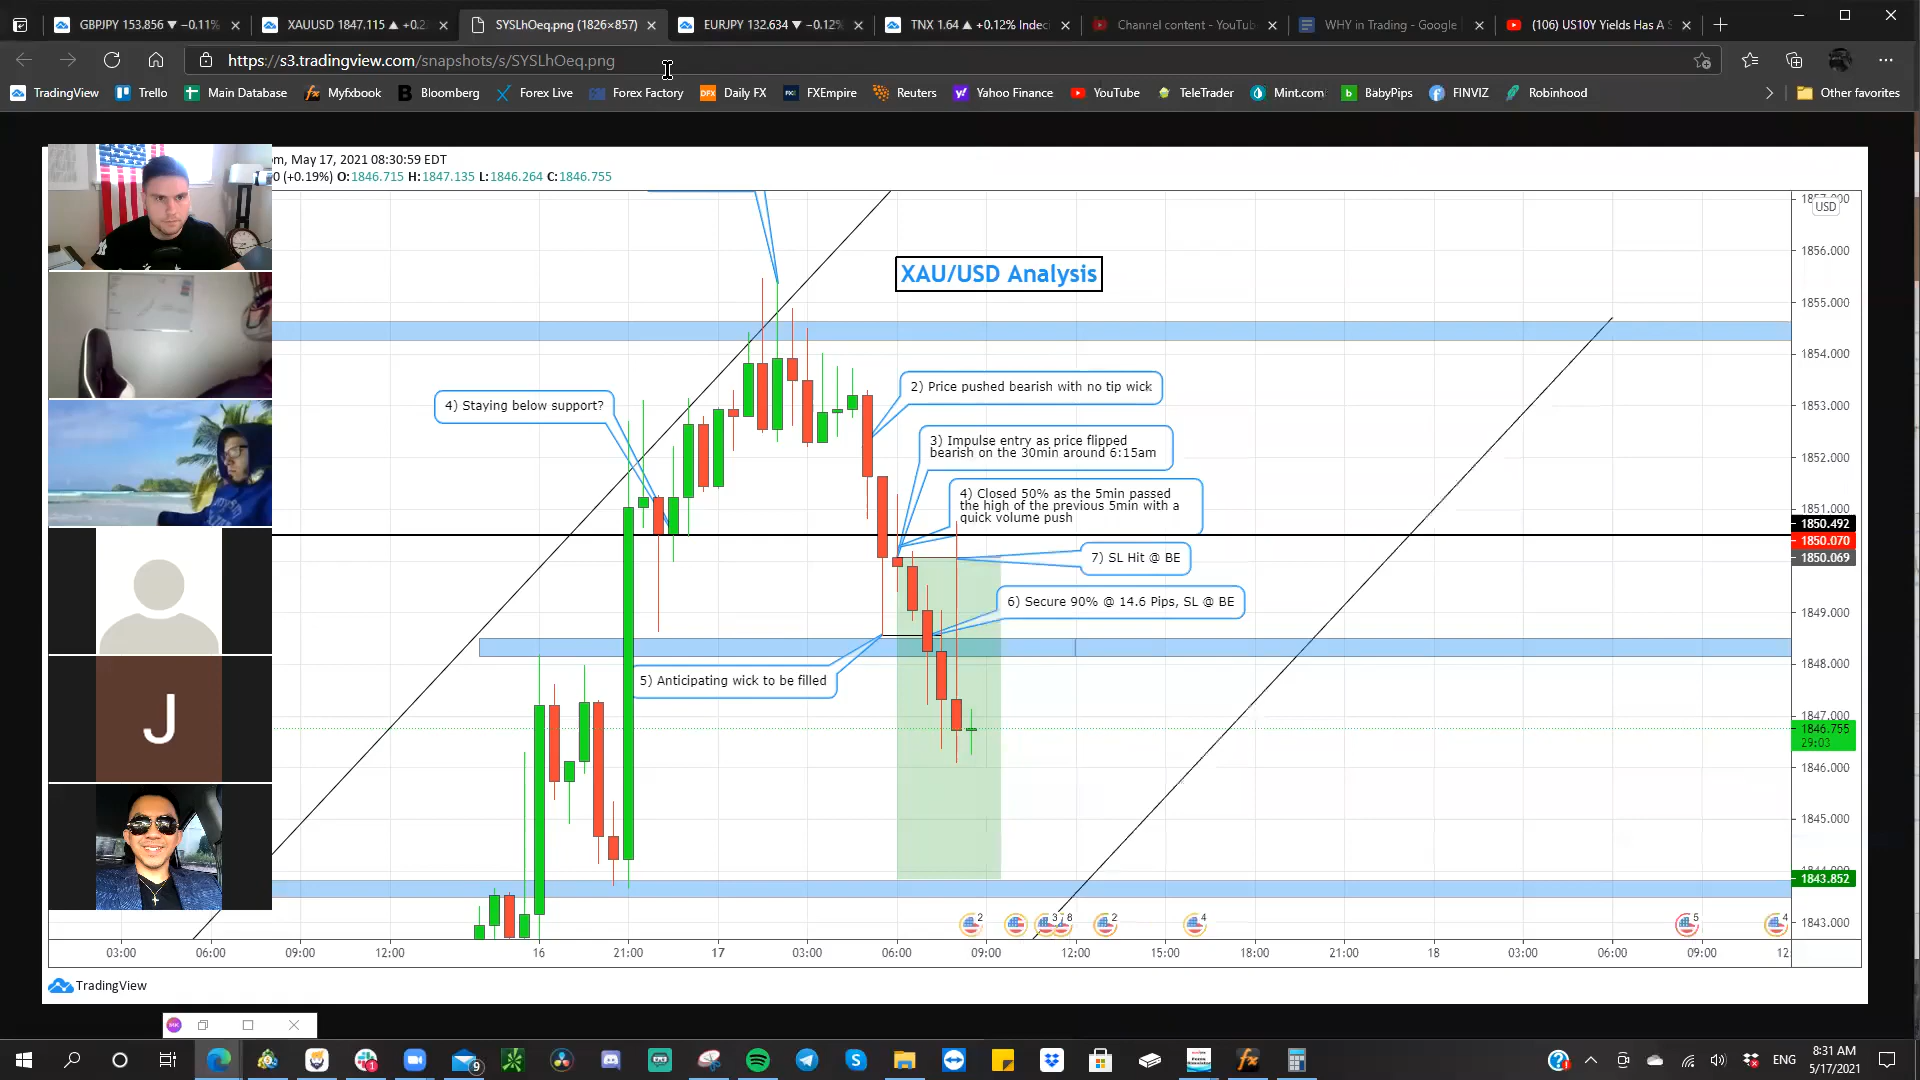 GBPJPY 153.856 ▼ −0.11%
XAUUSD 1847.115 ▲ +0.2
SYSLhOeq.png (1826×857)
EURJPY 132.634 ▼ −0.12%
TNX 1.64 ▲ +0.12% Indec
Channel content - YouTub
WHY in Trading - Google
(106) US10Y Yields Has A S
https://s3.tradingview.com/snapshots/s/SYSLhOeq.png
TradingView
Trello
Main Database
Myfxbook
Bloomberg
Forex Live
Forex Factory
Daily FX
FXEmpire
Reuters
Yahoo Finance
YouTube
TeleTrader
Mint.com
BabyPips
FINVIZ
Robinhood
Other favorites
om, May 17, 2021 08:30:59 EDT
0 (+0.19%) O:1846.715 H:1847.135 L:1846.264 C:1846.755
USD
XAU/USD Analysis
4) Staying below support?
2) Price pushed bearish with no tip wick
3) Impulse entry as price flipped
bearish on the 30min around 6:15am
4) Closed 50% as the 5min passed
the high of the previous 5min with a
quick volume push
7) SL Hit @ BE
6) Secure 90% @ 14.6 Pips, SL @ BE
5) Anticipating wick to be filled
J
1856.000
1855.000
1854.000
1853.000
1852.000
1851.000
1850.492
1850.070
1850.069
1849.000
1848.000
1847.000
1846.755
29:03
1846.000
1845.000
1843.852
1843.000
2
3
8
2
4
5
4
03:00 06:00 09:00 12:00 16 21:00 17 03:00 06:00 09:00 12:00 15:00 18:00 21:00 18 03:00 06:00 09:00 12:
TradingView
9
1
ENG
8:31 AM
5/17/2021